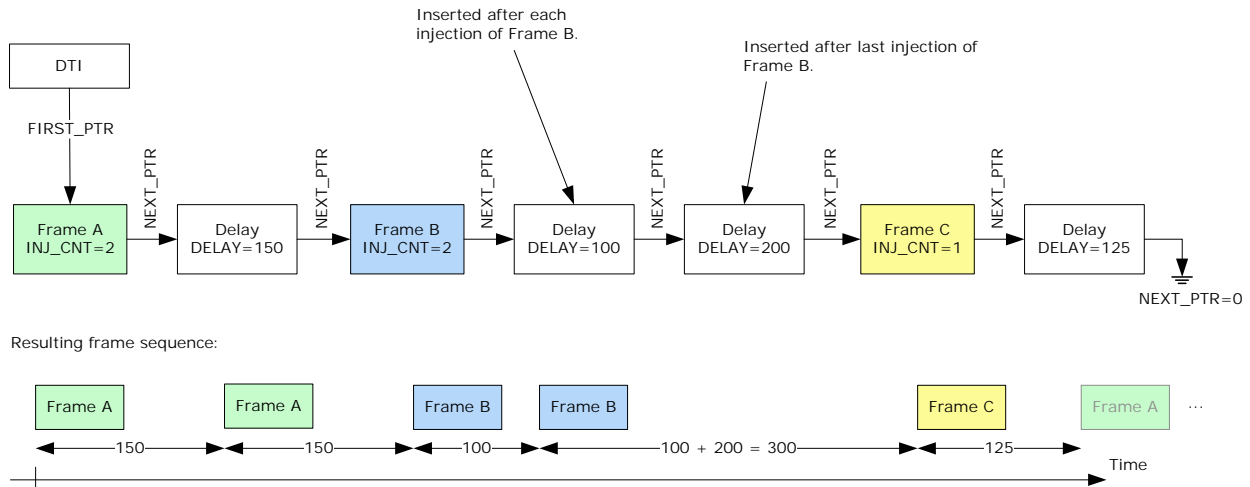 Inserted after each
injection of Frame B.
Inserted after last injection of
Frame B.
DTI
FIRST_PTR
NEXT_PTR
NEXT_PTR
NEXT_PTR
NEXT_PTR
NEXT_PTR
NEXT_PTR
Frame A
INJ_CNT=2
Delay
DELAY=150
Frame B
INJ_CNT=2
Delay
DELAY=100
Delay
DELAY=200
Frame C
INJ_CNT=1
Delay
DELAY=125
NEXT_PTR=0
Resulting frame sequence:
Frame A
Frame A
Frame B
Frame B
Frame C
Frame A
...
150
150
100
100 + 200 = 300
125
Time